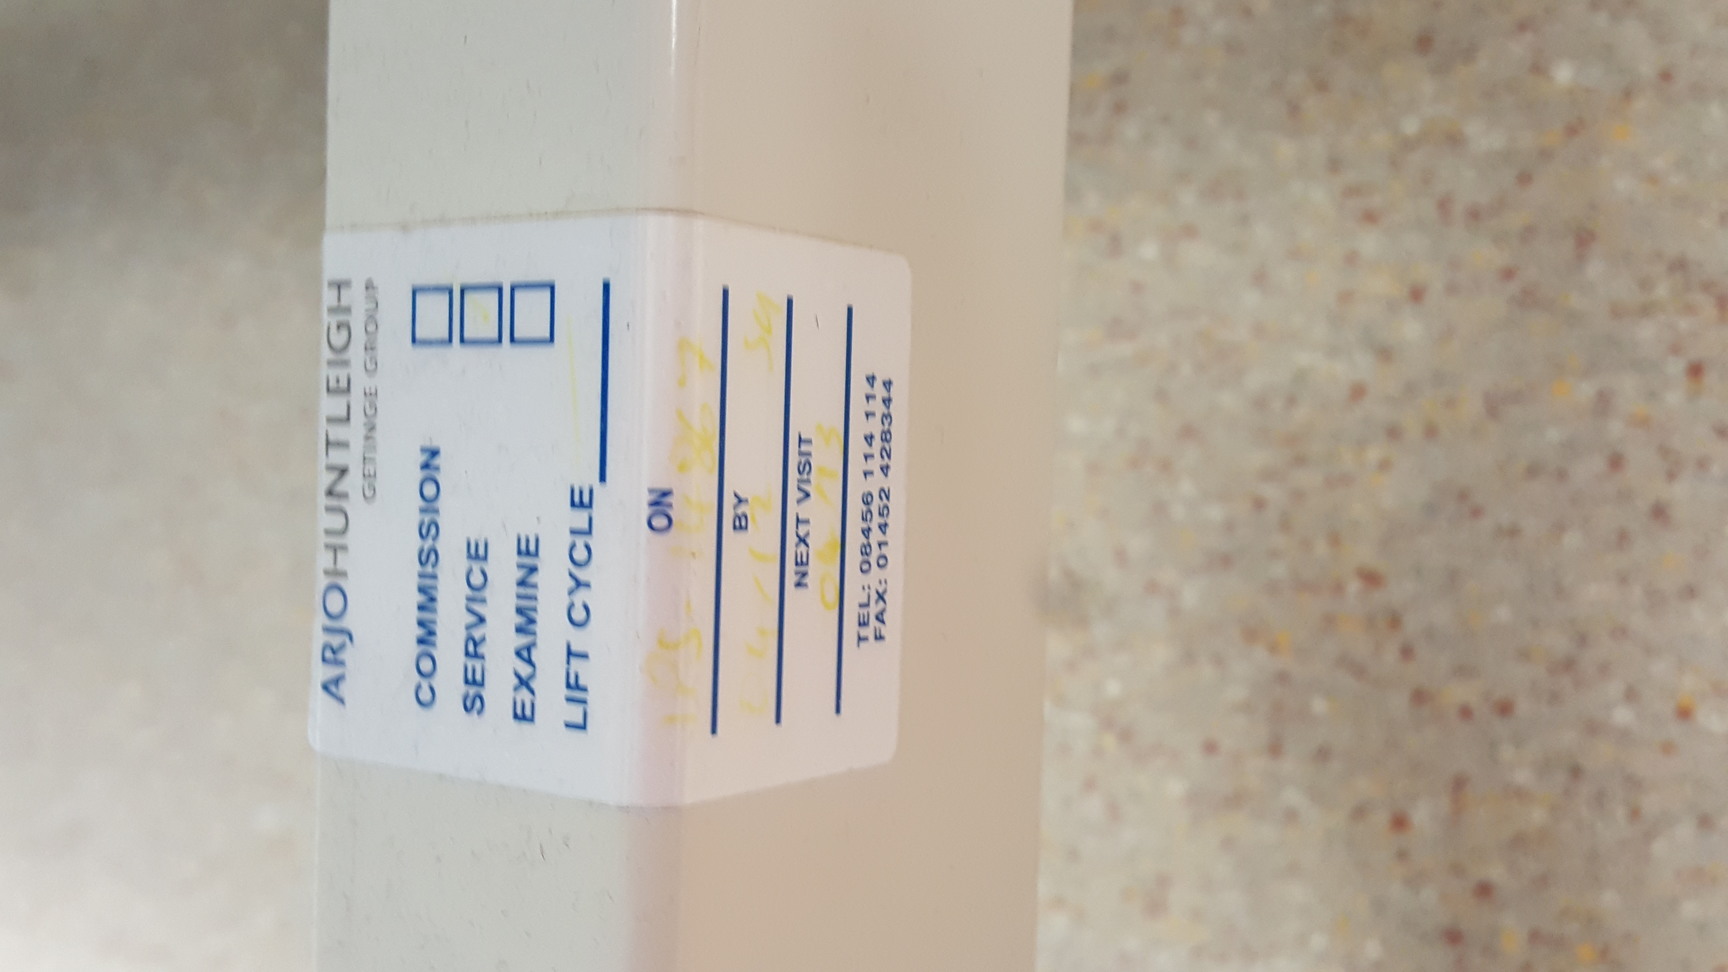 ARJOHUNTLEIGH
GETINGE GROUP
COMMISSION
SERVICE
EXAMINE
LIFT CYCLE
ON
BY
NEXT VISIT
TEL: 08456 114 114
FAX: 01452 428344